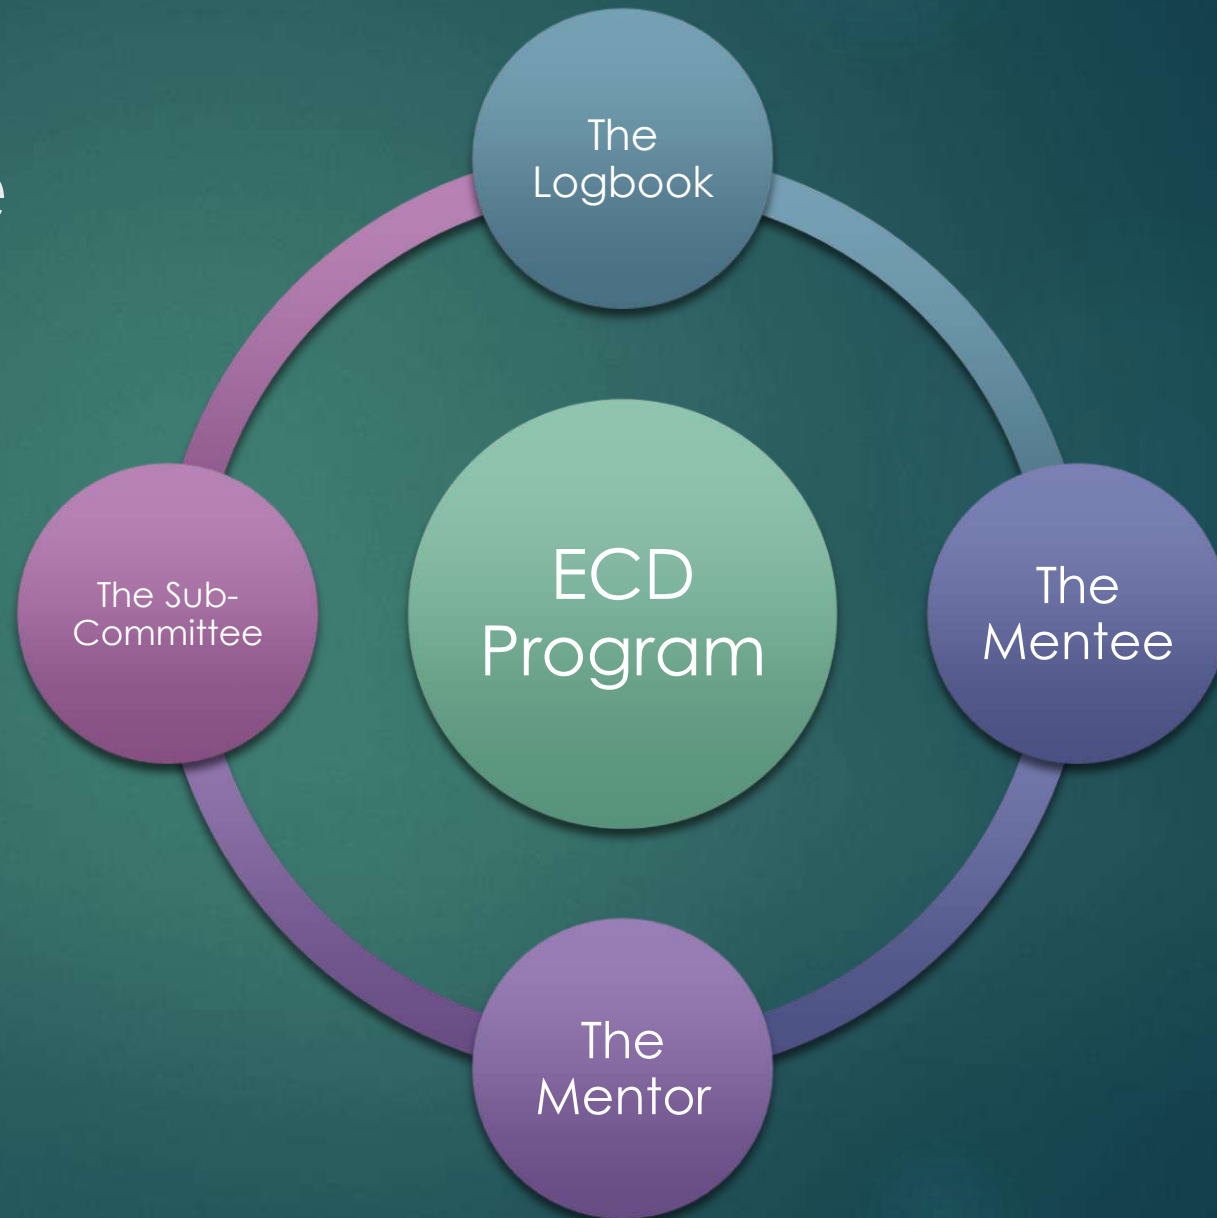 The
Logbook
The Sub-
Committee
ECD
Program
The
Mentee
The
Mentor